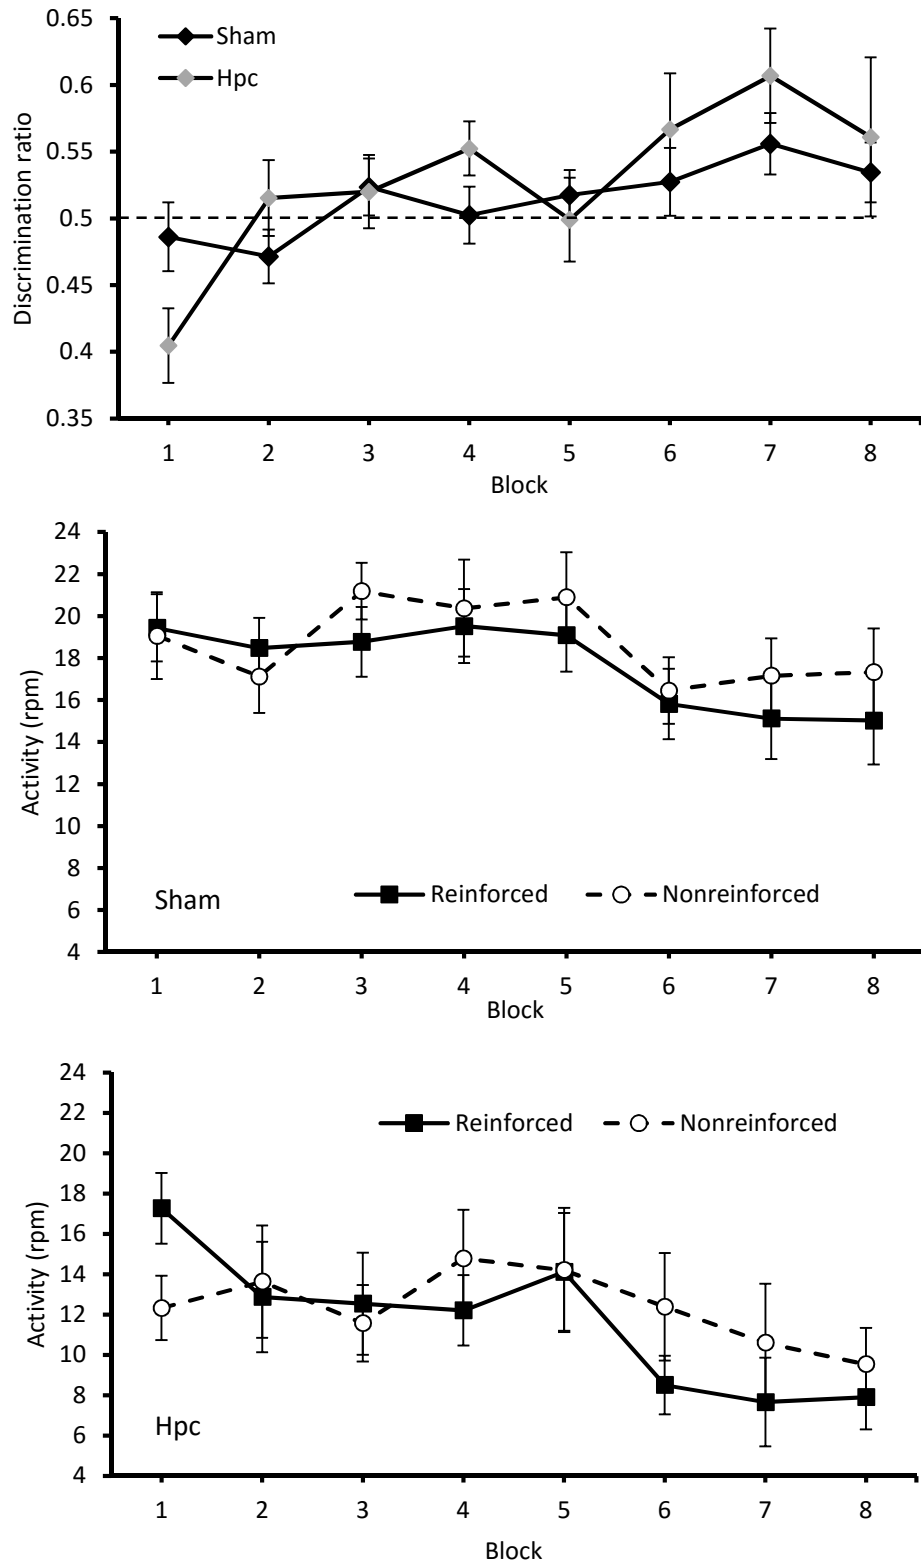 0.65
0.6
0.55
0.5
0.45
0.4
0.35
Discrimination ratio
Sham
Hpc
1 2 3 4 5 6 7 8
Block
24
22
20
18
16
14
12
10
8
6
4
Activity (rpm)
Sham
Reinforced Nonreinforced
1 2 3 4 5 6 7 8
Block
24
22
20
18
16
14
12
10
8
6
4
Activity (rpm)
Reinforced Nonreinforced
Hpc
1 2 3 4 5 6 7 8
Block